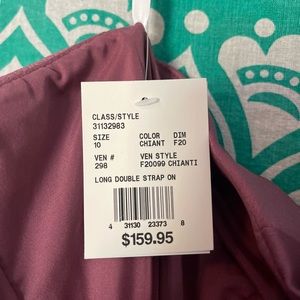 CLASS/STYLE
31132983
SIZE COLOR DIM
10 CHIANT F20
VEN # VEN STYLE
298 F20099 CHIANTI
LONG DOUBLE STRAP ON
4 31130 23373 8
$159.95